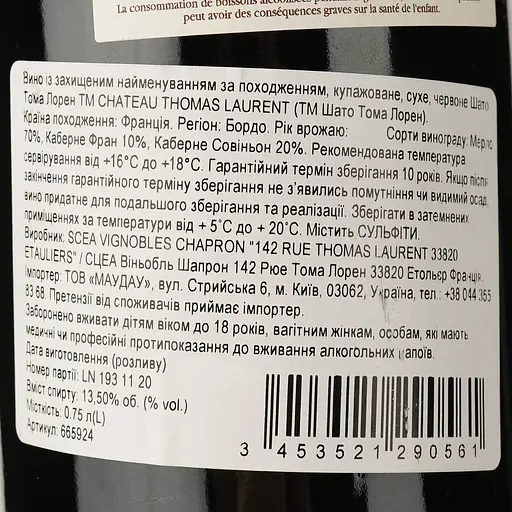 La consommation de boissons alcoolisées
peut avoir des conséquences graves sur la santé de l'enfant.
Вино із захищеним найменуванням за походженням, купажоване, сухе, червоне Шато
Тома Лорен ТМ CHATEAU THOMAS LAURENT (ТМ Шато Тома Лорен).
Країна походження: Франція. Регіон: Бордо. Рік врожаю: Сорти винограду: Мерло
70%, Каберне Фран 10%, Каберне Совіньон 20%. Рекомендована температура
сервірування від +16°С до +18°С. Гарантійний термін зберігання 10 років. Якщо після
закінчення гарантійного терміну зберігання не з'явились помутніння чи видимий осад,
вино придатне для подальшого зберігання та реалізації. Зберігати в затемнених
приміщеннях за температури від + 5°С до + 20°С. Містить СУЛЬФІТИ.
Виробник: SCEA VIGNOBLES CHAPRON "142 RUE THOMAS LAURENT 33820
ETAULIERS" / СЦЕА Віньобль Шапрон 142 Рюе Тома Лорен 33820 Етольєр Франція.
Імпортер: ТОВ «МАУДАУ», вул. Стрийська 6, м. Київ, 03062, Україна, тел.: +38 044 355
83 68. Претензії від споживачів приймає імпортер.
Заборонено вживати дітям віком до 18 років, вагітним жінкам, особам, які мають
медичні чи професійні протипоказання до вживання алкогольних напоїв.
Дата виготовлення (розливу)
Номер партії: LN 193 11 20
Вміст спирту: 13,50% об. (% vol.)
Місткість: 0.75 л(L)
Артикул: 665924
3 453521 290561